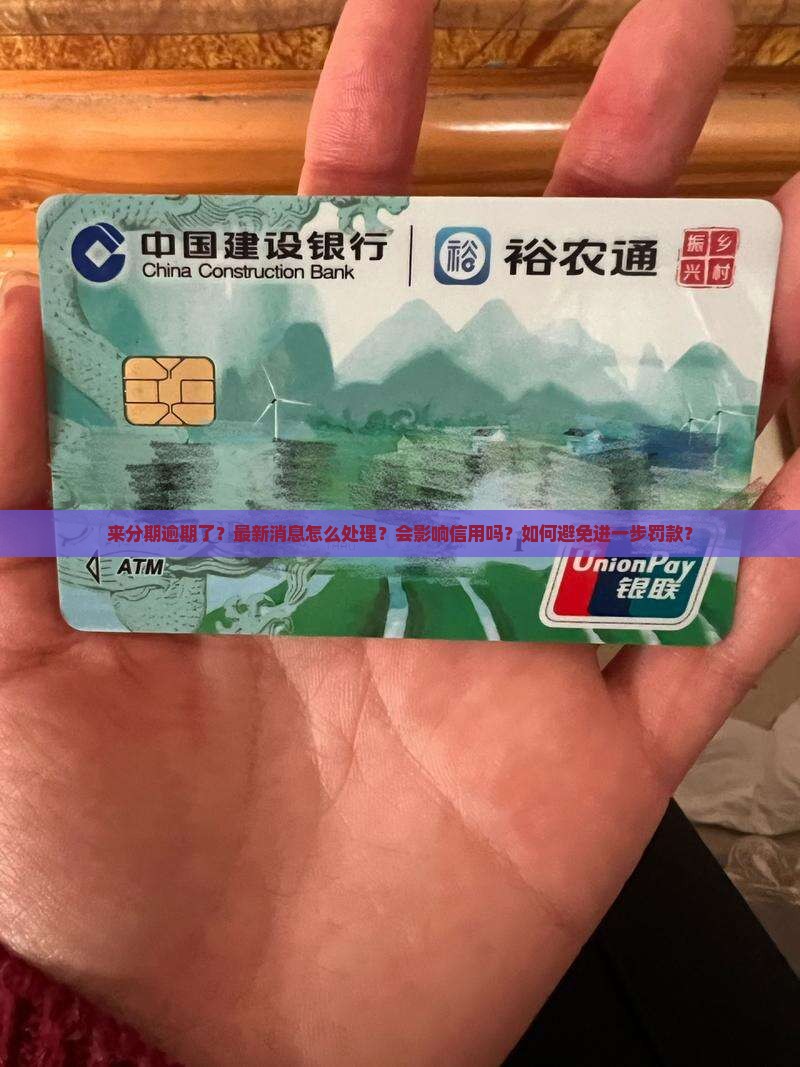 中国建设银行
China Construction Bank
裕
裕农通
振乡
兴村
来分期逾期了？最新消息怎么处理？会影响信用吗？如何避免进一步罚款？
ATM
UnionPay
银联